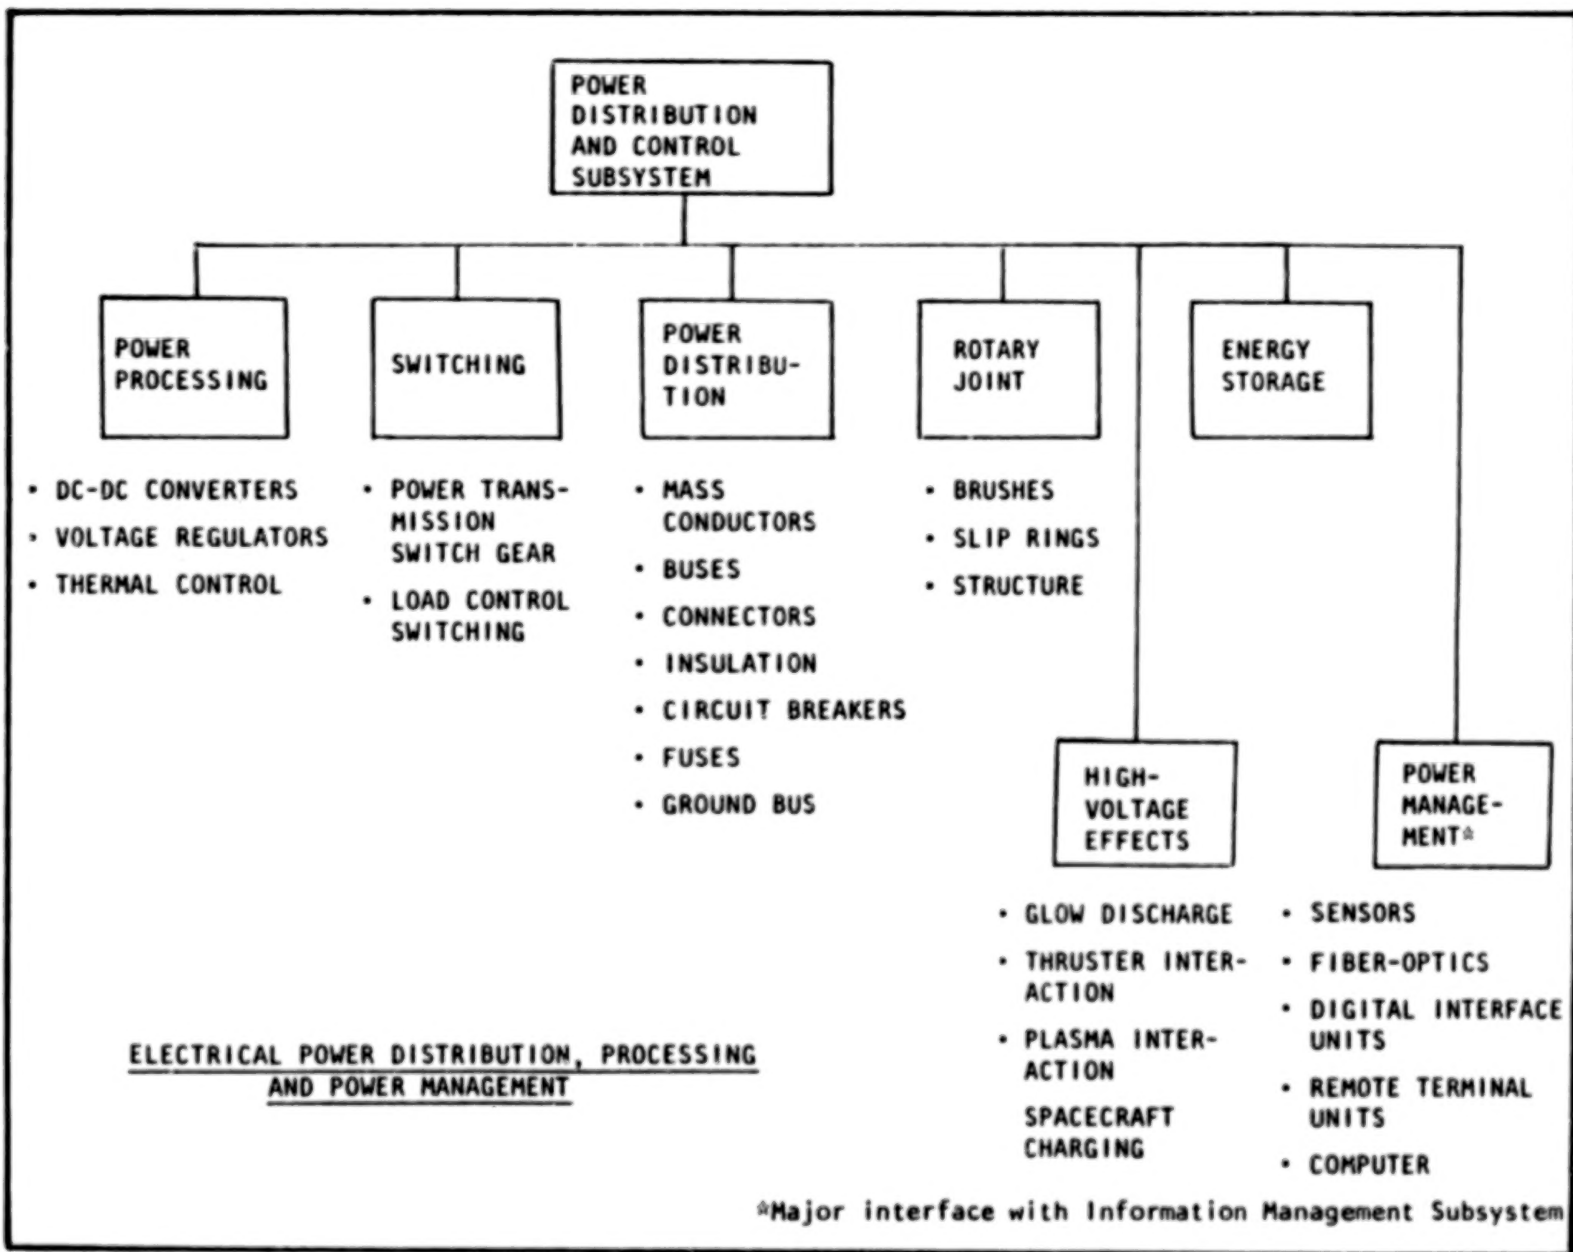 POWER
DISTRIBUTION
AND CONTROL
SUBSYSTEM
POWER
PROCESSING
SWITCHING
POWER
DISTRIBU-
TION
ROTARY
JOINT
ENERGY
STORAGE
• DC-DC CONVERTERS
• VOLTAGE REGULATORS
• THERMAL CONTROL
• POWER TRANS-
MISSION
SWITCH GEAR
• LOAD CONTROL
SWITCHING
• MASS
CONDUCTORS
• BUSES
• CONNECTORS
• INSULATION
• CIRCUIT BREAKERS
• FUSES
• GROUND BUS
• BRUSHES
• SLIP RINGS
• STRUCTURE
HIGH-
VOLTAGE
EFFECTS
POWER
MANAGE-
MENT*
• GLOW DISCHARGE
• THRUSTER INTER-
ACTION
• PLASMA INTER-
ACTION
SPACECRAFT
CHARGING
• SENSORS
• FIBER-OPTICS
• DIGITAL INTERFACE
UNITS
• REMOTE TERMINAL
UNITS
• COMPUTER
ELECTRICAL POWER DISTRIBUTION, PROCESSING
AND POWER MANAGEMENT
*Major interface with Information Management Subsystem